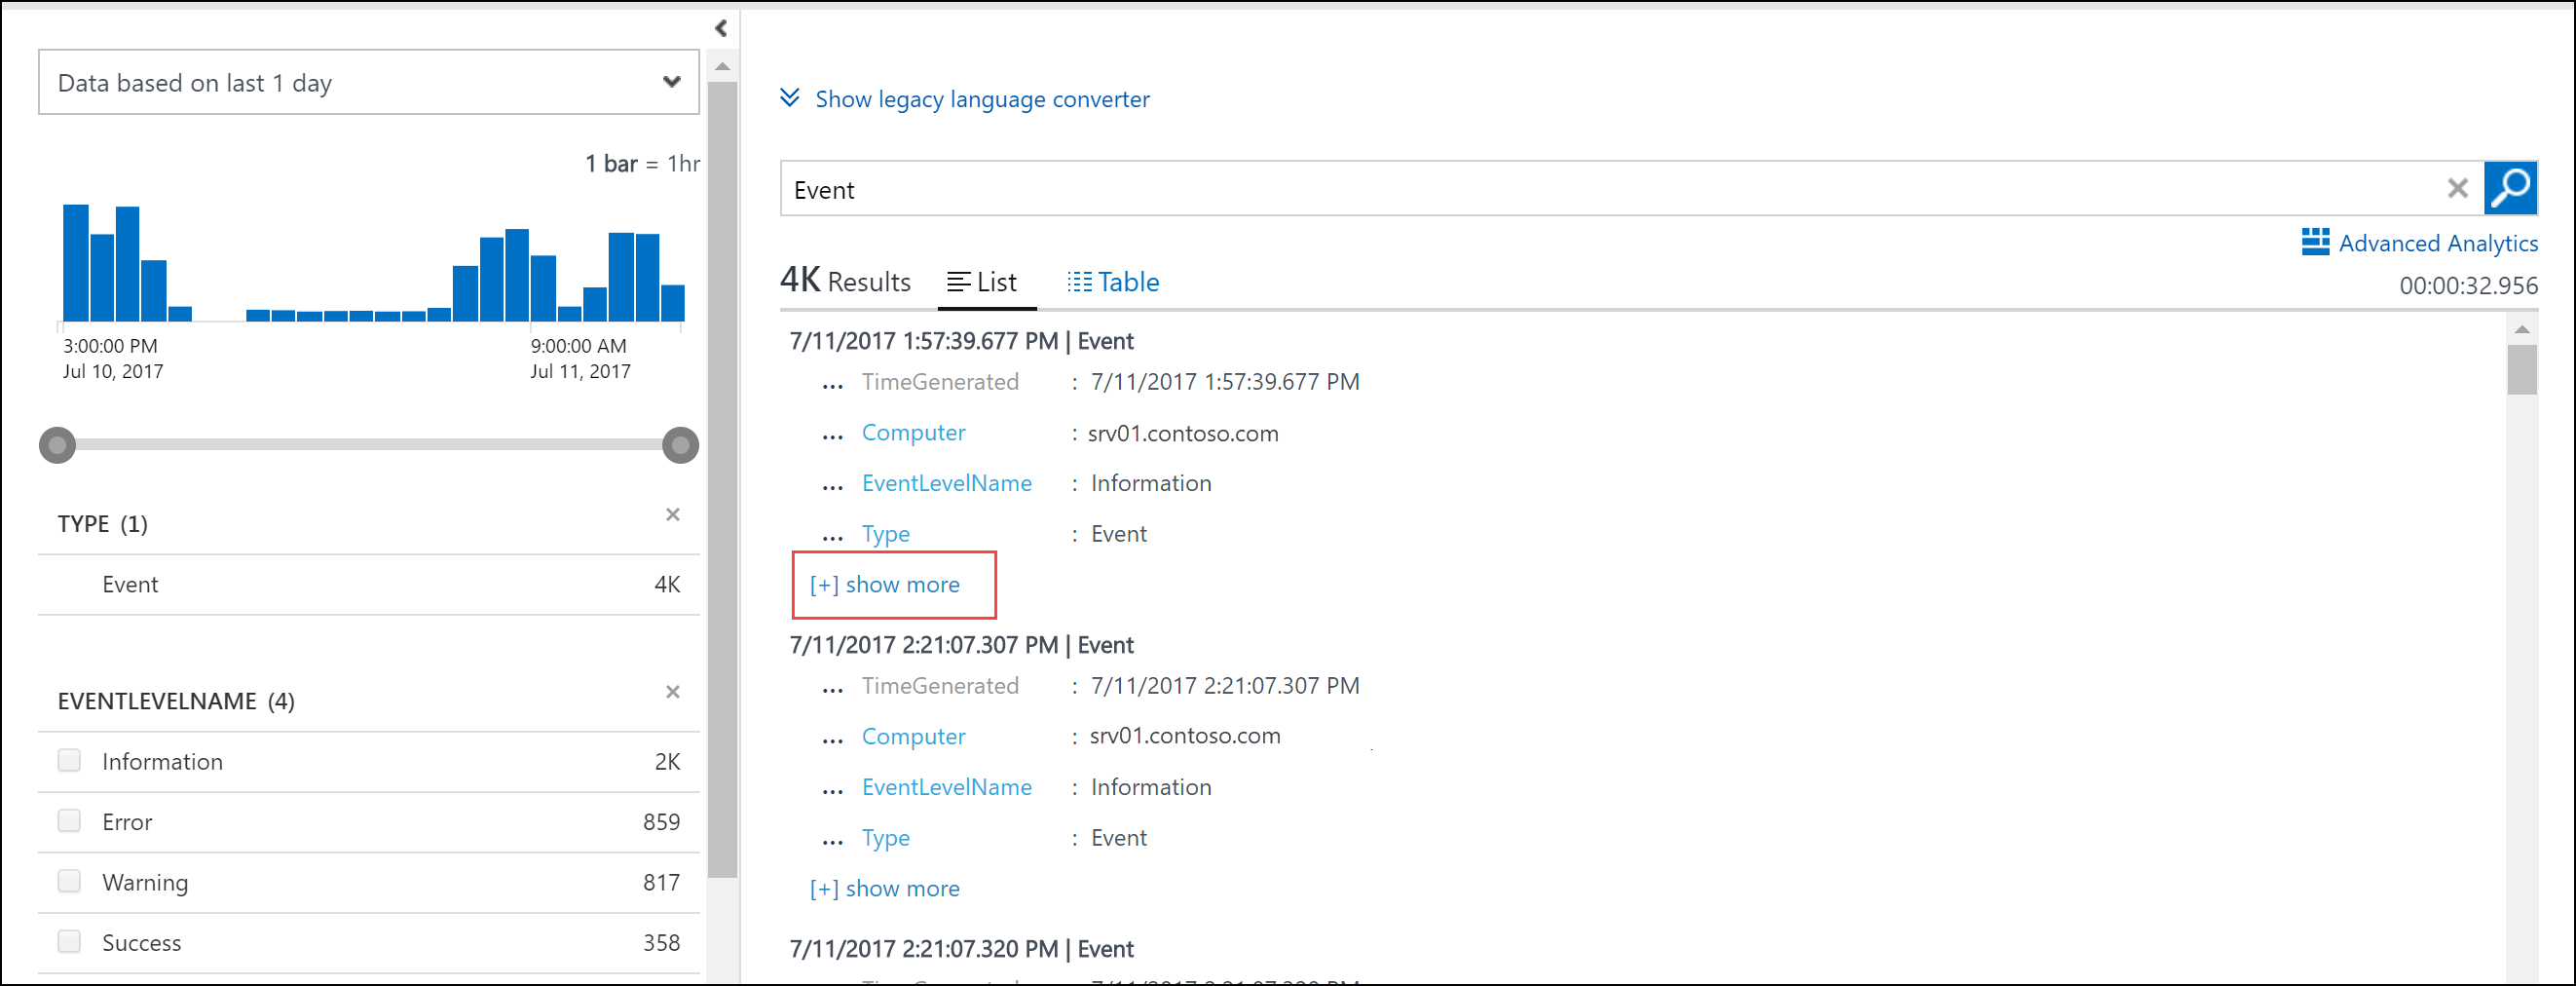 Data based on last 1 day
1 bar = 1hr
3:00:00 PM
Jul 10, 2017
9:00:00 AM
Jul 11, 2017
TYPE (1)
Event 4K
EVENTLEVELNAME (4)
Information 2K
Error 859
Warning 817
Success 358
Show legacy language converter
Event
Advanced Analytics
4K Results List Table
00:00:32.956
7/11/2017 1:57:39.677 PM | Event
... TimeGenerated : 7/11/2017 1:57:39.677 PM
... Computer : srv01.contoso.com
... EventLevelName : Information
... Type : Event
[+] show more
7/11/2017 2:21:07.307 PM | Event
... TimeGenerated : 7/11/2017 2:21:07.307 PM
... Computer : srv01.contoso.com
... EventLevelName : Information
... Type : Event
[+] show more
7/11/2017 2:21:07.320 PM | Event